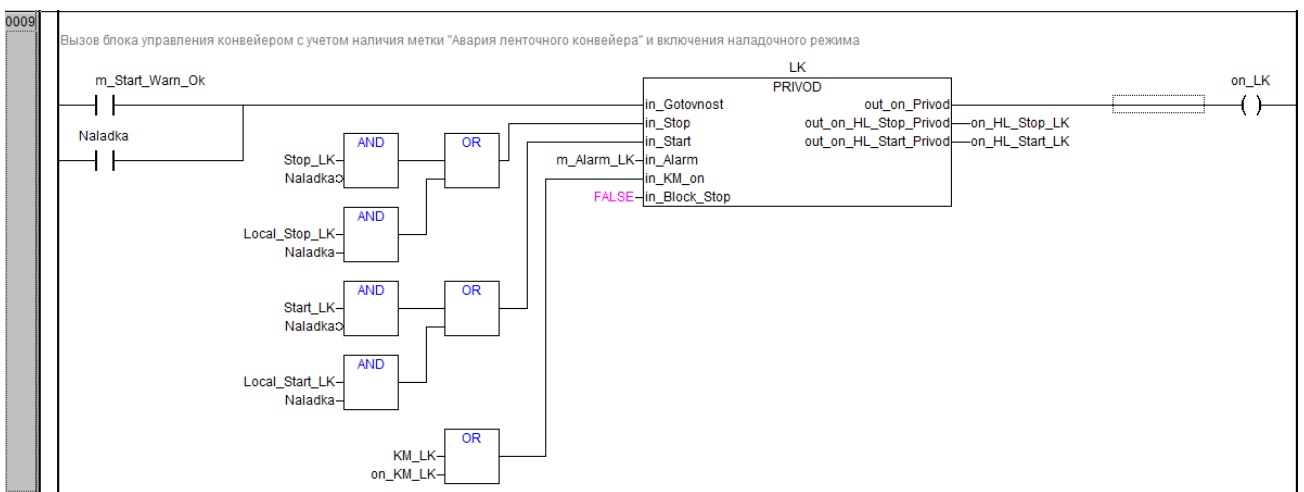 0009
Вызов блока управления конвейером с учетом наличия метки "Авария ленточного конвейера" и включения наладочного режима
m_Start_Warn_Ok
Naladka
LK
PRIVOD
in_Gotovnost
in_Stop
in_Start
in_Alarm
in_KM_on
in_Block_Stop
out_on_Privod
out_on_HL_Stop_Privod
out_on_HL_Start_Privod
on_HL_Stop_LK
on_HL_Start_LK
on_LK
m_Alarm_LK
FALSE
AND
OR
Stop_LK
Naladka
AND
Local_Stop_LK
Naladka
AND
OR
Start_LK
Naladka
AND
Local_Start_LK
Naladka
OR
KM_LK
on_KM_LK